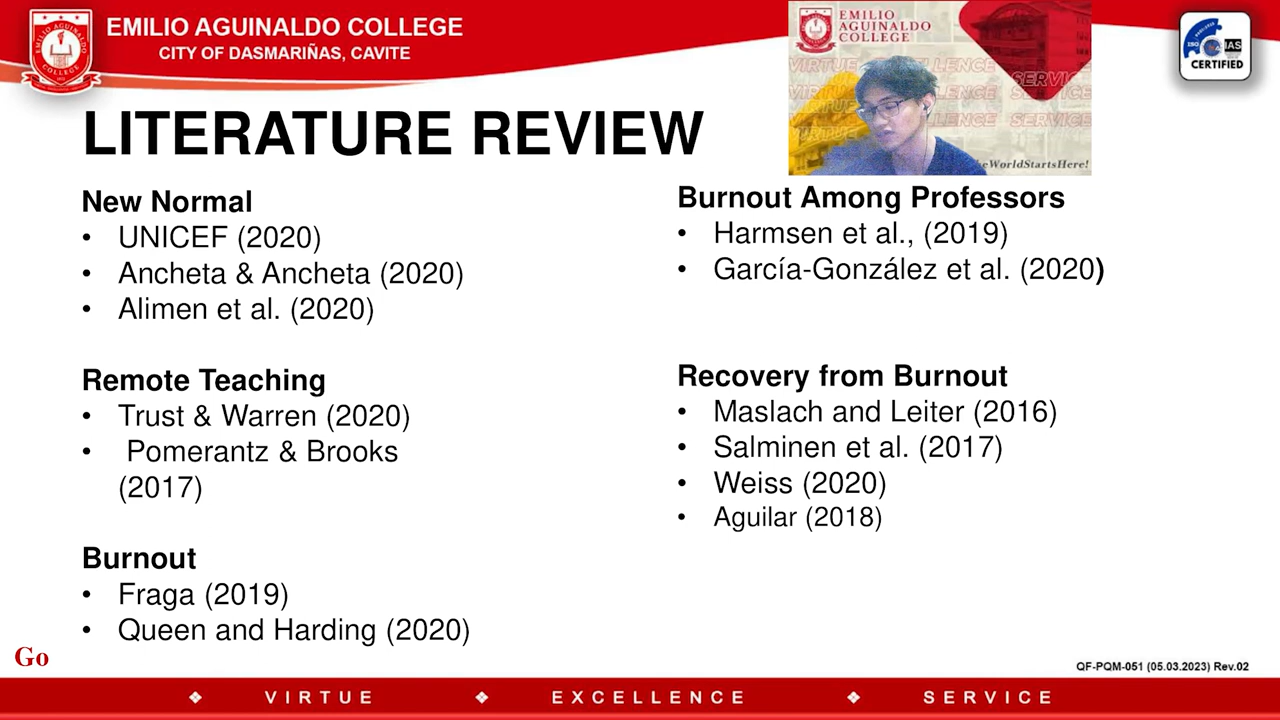 EMILIO AGUINALDO COLLEGE
CITY OF DASMARIÑAS, CAVITE
EMILIO
AGUINALDO
COLLEGE
VIRTUE
SERVICE
SERVICE
heWorldStartsHere!
ISO
IAS
CERTIFIED
LITERATURE REVIEW
New Normal
• UNICEF (2020)
• Ancheta & Ancheta (2020)
• Alimen et al. (2020)
Remote Teaching
• Trust & Warren (2020)
• Pomerantz & Brooks
(2017)
Burnout
• Fraga (2019)
• Queen and Harding (2020)
Burnout Among Professors
• Harmsen et al., (2019)
• García-González et al. (2020)
Recovery from Burnout
• Maslach and Leiter (2016)
• Salminen et al. (2017)
• Weiss (2020)
• Aguilar (2018)
Go
QF-PQM-051 (05.03.2023) Rev.02
❖ VIRTUE ❖ EXCELLENCE ❖ SERVICE